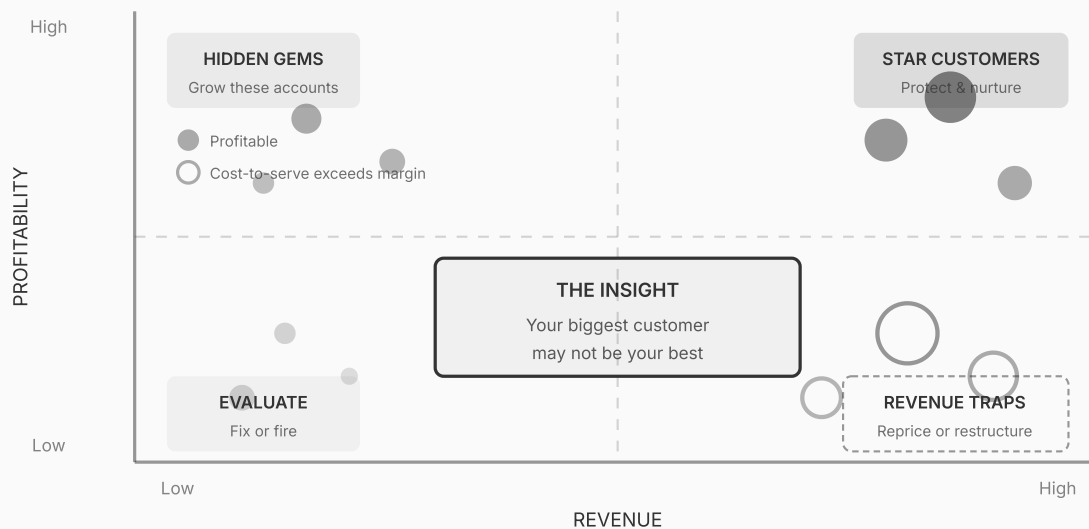 High
HIDDEN GEMS
Grow these accounts
STAR CUSTOMERS
Protect & nurture
Profitable
Cost-to-serve exceeds margin
PROFITABILITY
THE INSIGHT
Your biggest customer
may not be your best
EVALUATE
Fix or fire
REVENUE TRAPS
Reprice or restructure
Low
Low
High
REVENUE